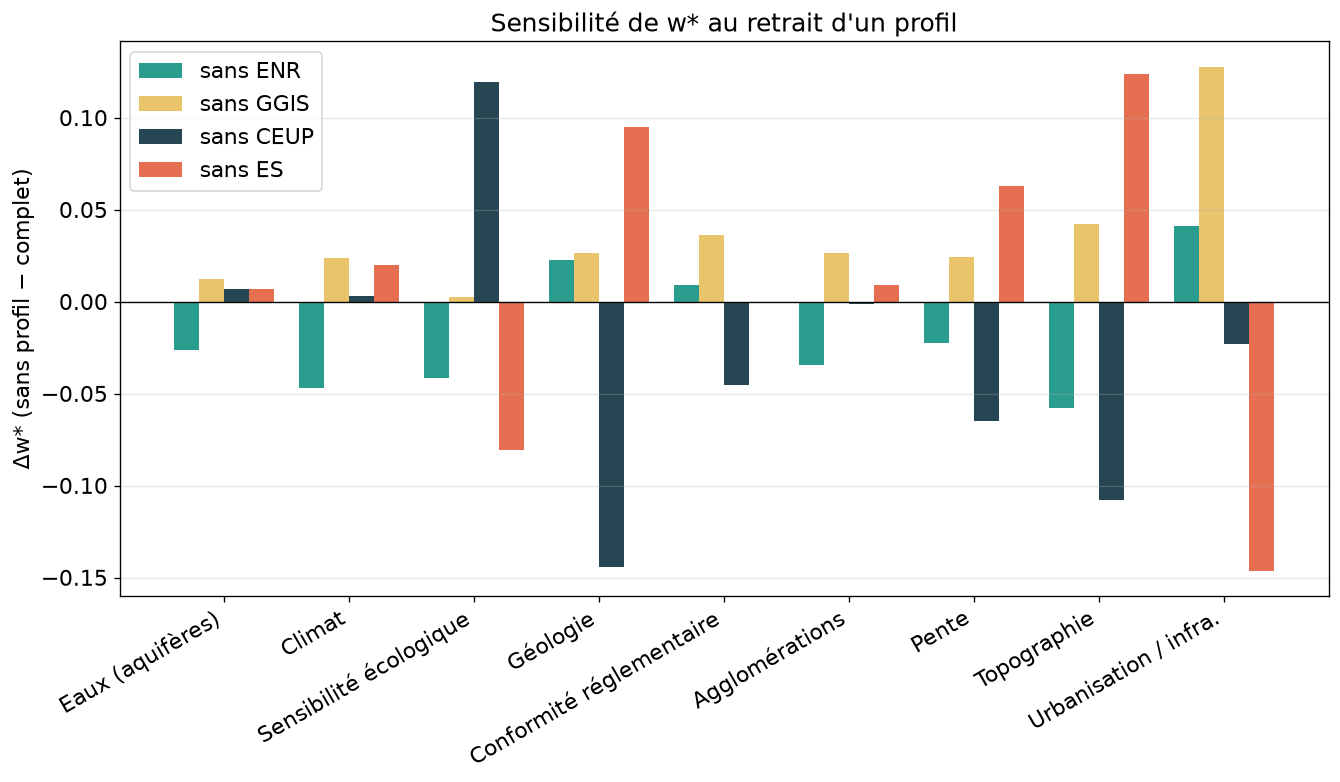 Sensibilité de w* au retrait d'un profil
sans ENR
sans GGIS
sans CEUP
sans ES
Δw* (sans profil − complet)
0.10
0.05
0.00
−0.05
−0.10
−0.15
Eaux (aquifères)
Climat
Sensibilité écologique
Géologie
Conformité réglementaire
Agglomérations
Pente
Topographie
Urbanisation / infra.